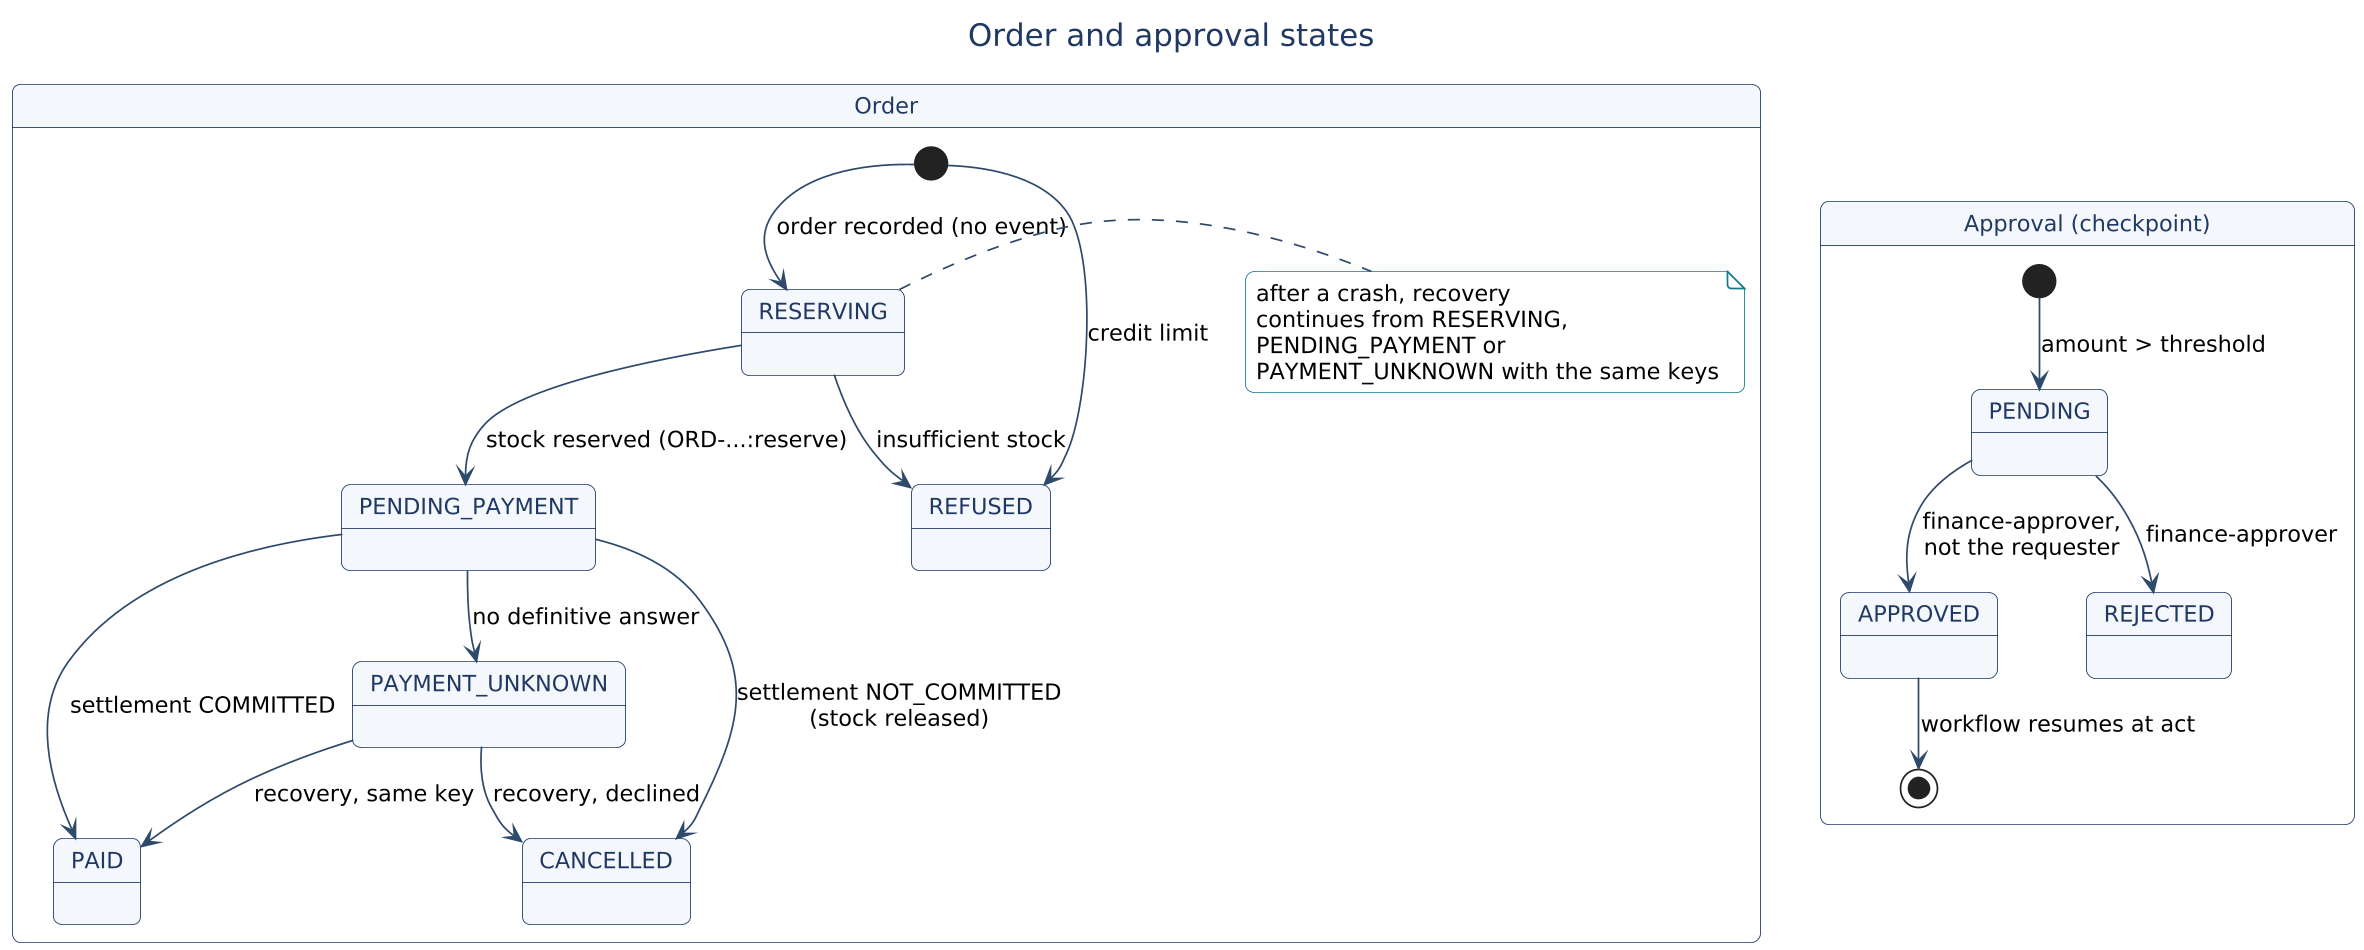 Order and approval states
Order
order recorded (no event)
RESERVING
after a crash, recovery
continues from RESERVING,
PENDING_PAYMENT or
PAYMENT_UNKNOWN with the same keys
credit limit
stock reserved (ORD-...:reserve)
insufficient stock
PENDING_PAYMENT
REFUSED
no definitive answer
PAYMENT_UNKNOWN
settlement COMMITTED
settlement NOT_COMMITTED
(stock released)
recovery, same key
recovery, declined
PAID
CANCELLED
Approval (checkpoint)
amount > threshold
PENDING
finance-approver,
not the requester
finance-approver
APPROVED
REJECTED
workflow resumes at act